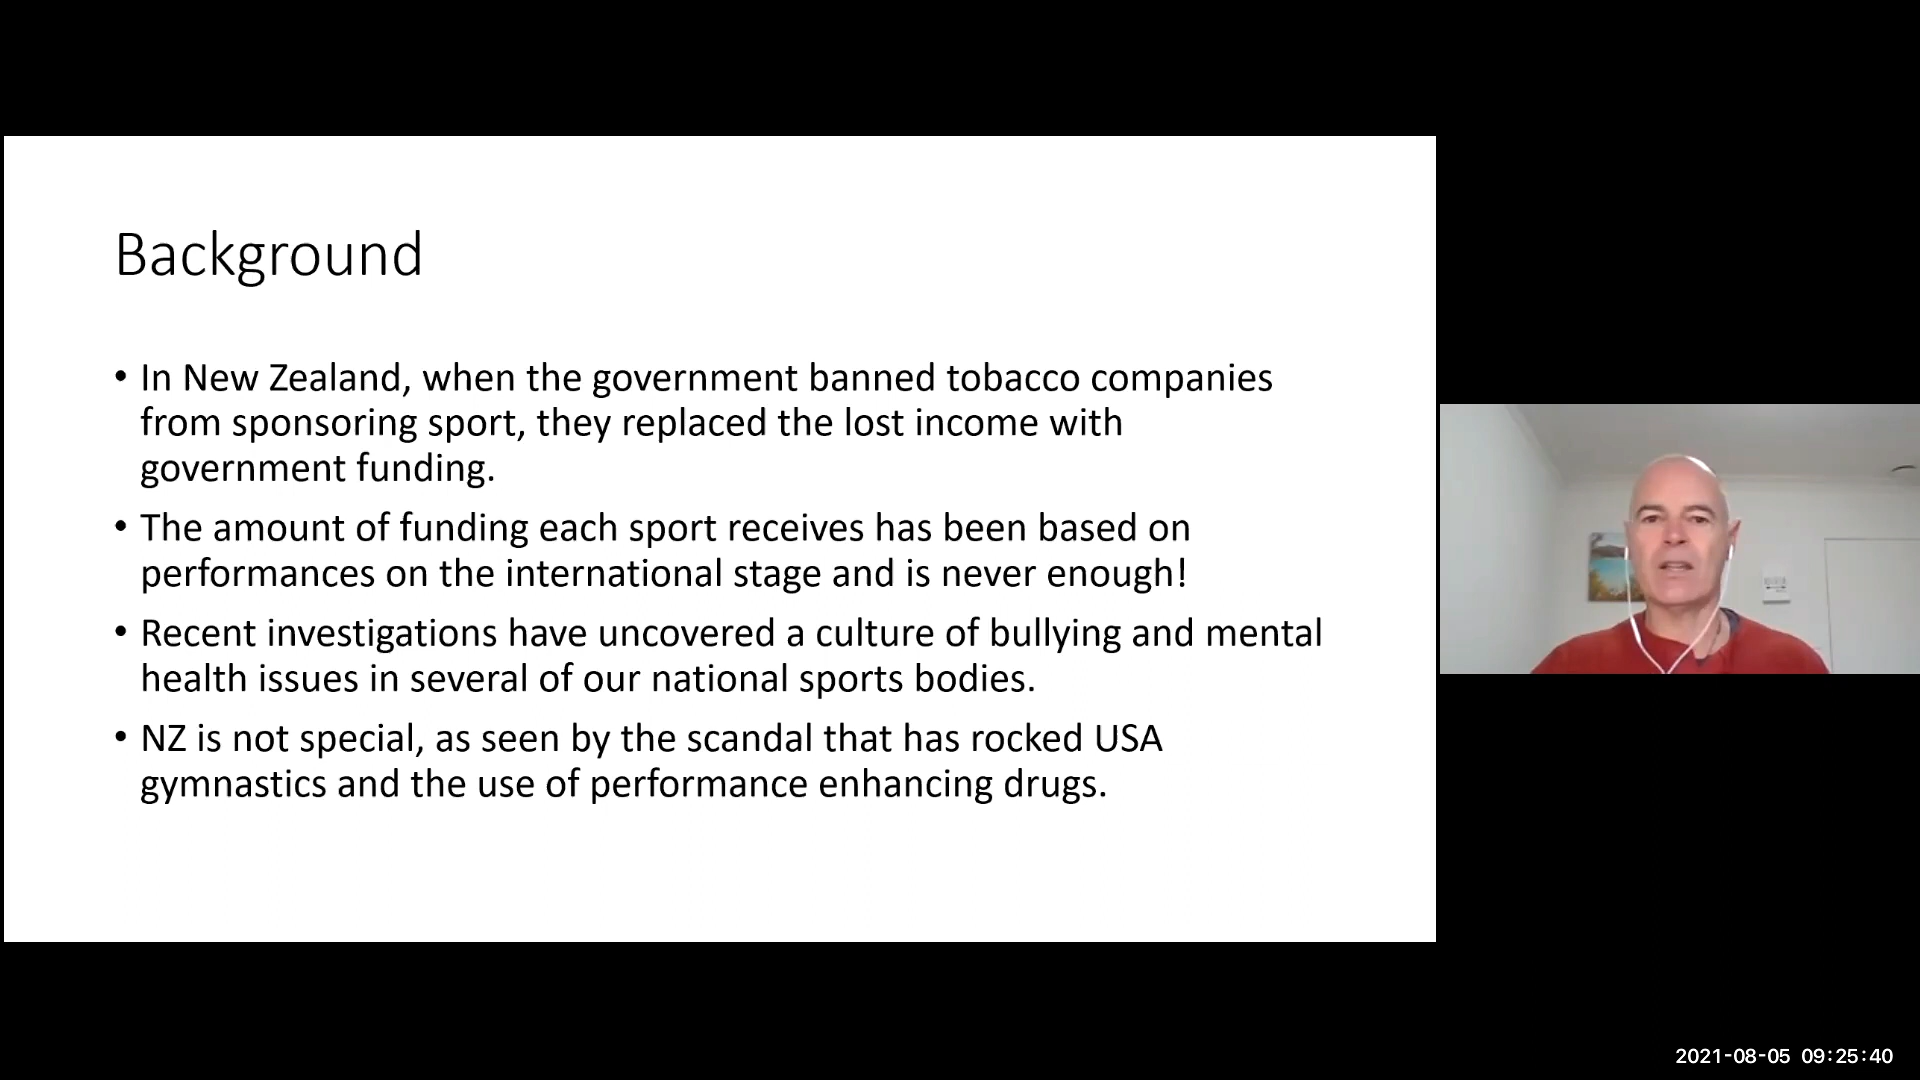 Background
• In New Zealand, when the government banned tobacco companies
from sponsoring sport, they replaced the lost income with
government funding.
• The amount of funding each sport receives has been based on
performances on the international stage and is never enough!
• Recent investigations have uncovered a culture of bullying and mental
health issues in several of our national sports bodies.
• NZ is not special, as seen by the scandal that has rocked USA
gymnastics and the use of performance enhancing drugs.
2021-08-05 09:25:40